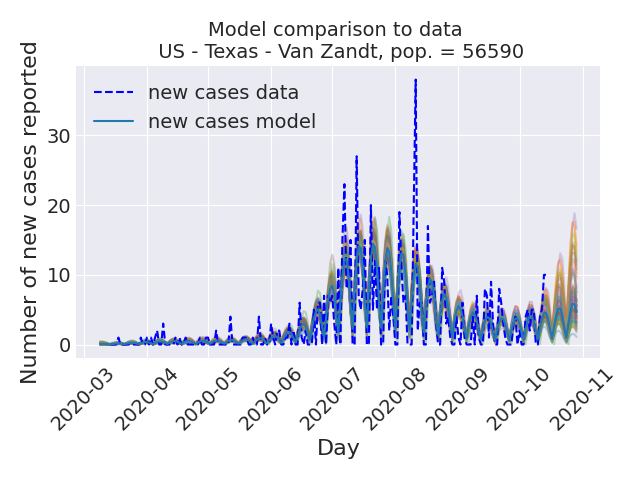 Model comparison to data
US - Texas - Van Zandt, pop. = 56590
Number of new cases reported
new cases data
new cases model
30
20
10
0
2020-03
2020-04
2020-05
2020-06
2020-07
2020-08
2020-09
2020-10
2020-11
Day